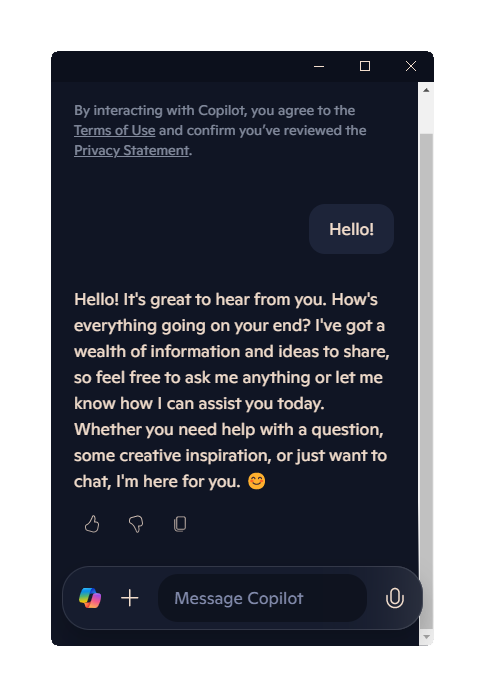 By interacting with Copilot, you agree to the
Terms of Use and confirm you’ve reviewed the
Privacy Statement.
Hello!
Hello! It's great to hear from you. How's
everything going on your end? I've got a
wealth of information and ideas to share,
so feel free to ask me anything or let me
know how I can assist you today.
Whether you need help with a question,
some creative inspiration, or just want to
chat, I'm here for you. 😊
Message Copilot